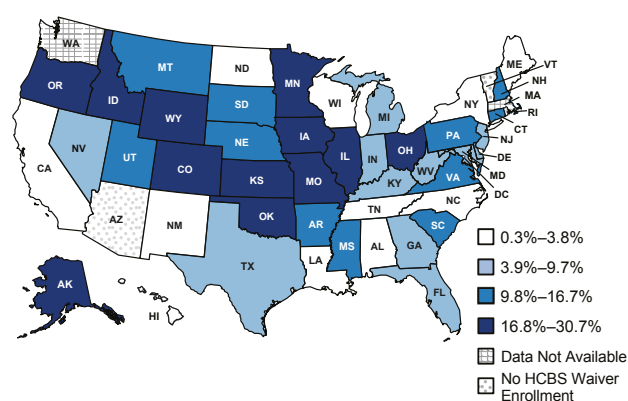 WA
ME
VT
NH
MA
RI
CT
NJ
DE
MD
DC
MT
ND
MN
OR
ID
WY
SD
WI
MI
NY
NV
UT
CO
NE
IA
IL
IN
OH
PA
WV
VA
CA
KS
MO
KY
NC
AZ
NM
OK
AR
TN
SC
TX
LA
MS
AL
GA
FL
AK
HI
0.3%–3.8%
3.9%–9.7%
9.8%–16.7%
16.8%–30.7%
Data Not Available
No HCBS Waiver
Enrollment